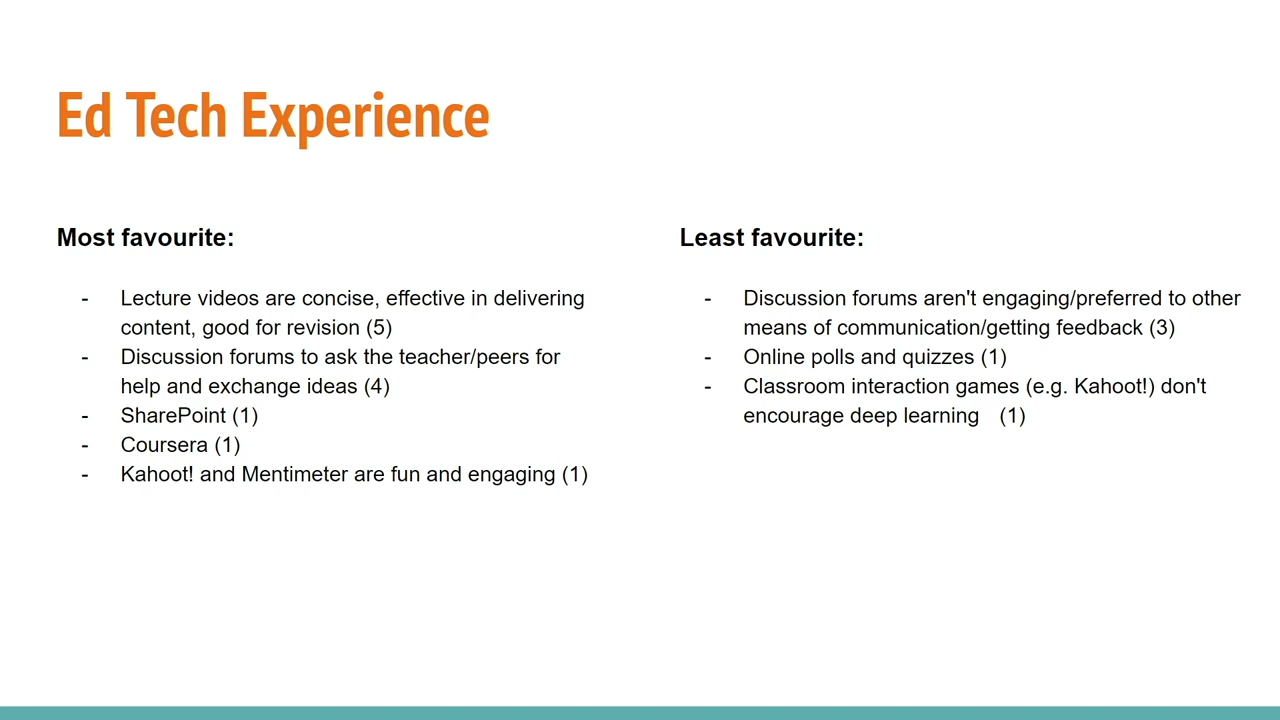 Ed Tech Experience
Most favourite:
- Lecture videos are concise, effective in delivering
content, good for revision (5)
- Discussion forums to ask the teacher/peers for
help and exchange ideas (4)
- SharePoint (1)
- Coursera (1)
- Kahoot! and Mentimeter are fun and engaging (1)
Least favourite:
- Discussion forums aren't engaging/preferred to other
means of communication/getting feedback (3)
- Online polls and quizzes (1)
- Classroom interaction games (e.g. Kahoot!) don't
encourage deep learning (1)